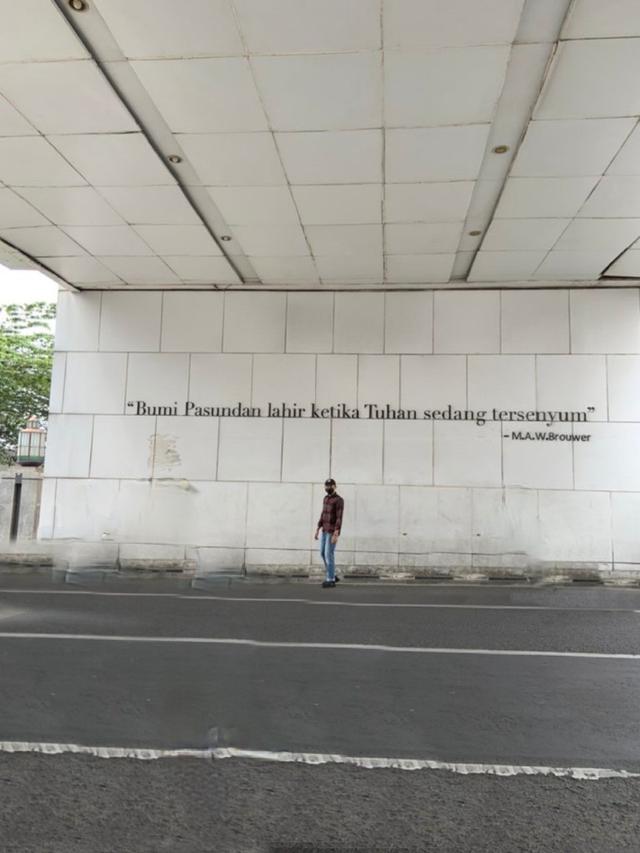 “Bumi Pasundan lahir ketika Tuhan sedang tersenyum”
- M.A.W.Brouwer